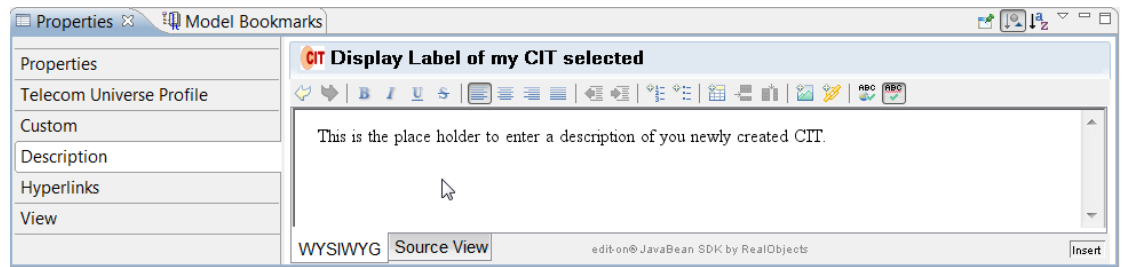 Properties Model Bookmarks
Properties
Telecom Universe Profile
Custom
Description
Hyperlinks
View
CIT Display Label of my CIT selected
B I U S ABC ABC
This is the place holder to enter a description of you newly created CIT.
WYSIWYG Source View edit-on® JavaBean SDK by RealObjects Insert